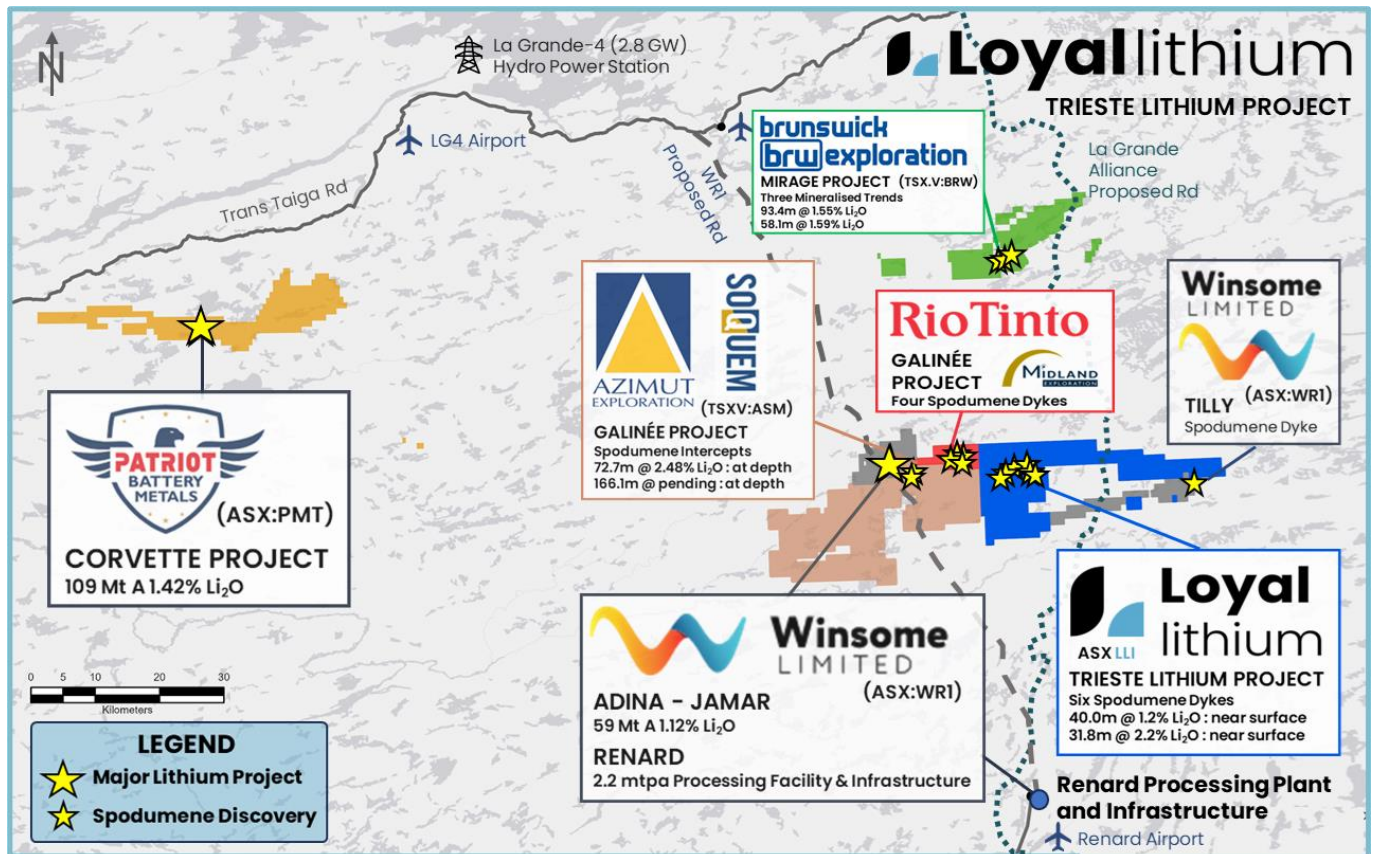 N
La Grande-4 (2.8 GW)
Hydro Power Station
Loyal lithium
TRIESTE LITHIUM PROJECT
LG4 Airport
Trans Taiga Rd
WR1
Proposed Rd
brunswick
brw exploration
MIRAGE PROJECT (TSX.V:BRW)
Three Mineralised Trends
93.4m @ 1.55% Li₂O
58.1m @ 1.59% Li₂O
La Grande
Alliance
Proposed Rd
AZIMUT
EXPLORATION
SOQUEM
(TSXV:ASM)
GALINÉE PROJECT
Spodumene Intercepts
72.7m @ 2.48% Li₂O : at depth
166.1m @ pending : at depth
RioTinto
GALINÉE
PROJECT
MIDLAND
EXPLORATION
Four Spodumene Dykes
Winsome
LIMITED
(ASX:WR1)
TILLY
Spodumene Dyke
PATRIOT
BATTERY
METALS
(ASX:PMT)
CORVETTE PROJECT
109 Mt A 1.42% Li₂O
Winsome
LIMITED
(ASX:WR1)
ADINA - JAMAR
59 Mt A 1.12% Li₂O
RENARD
2.2 mtpa Processing Facility & Infrastructure
Loyal
lithium
ASX LLI
TRIESTE LITHIUM PROJECT
Six Spodumene Dykes
40.0m @ 1.2% Li₂O : near surface
31.8m @ 2.2% Li₂O : near surface
0 5 10 20 30
Kilometers
LEGEND
Major Lithium Project
Spodumene Discovery
Renard Processing Plant
and Infrastructure
Renard Airport